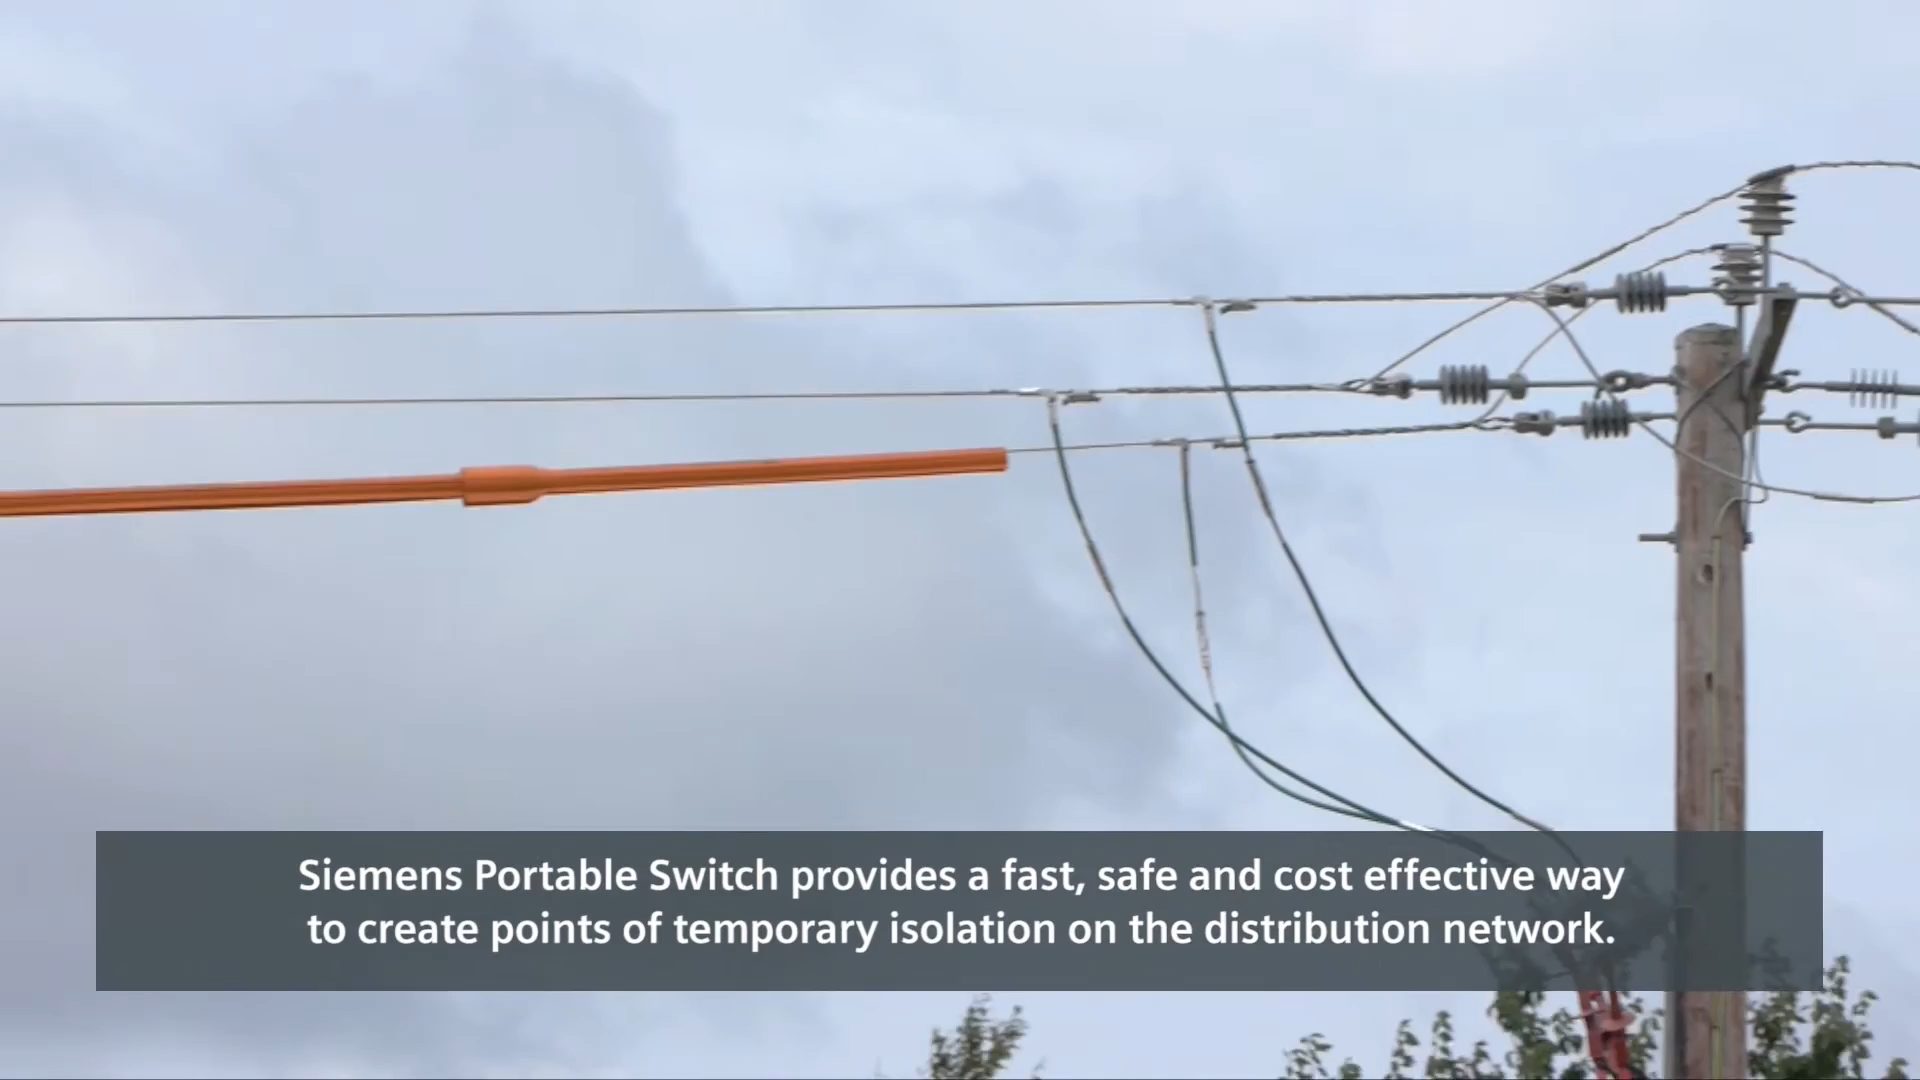 Siemens Portable Switch provides a fast, safe and cost effective way
to create points of temporary isolation on the distribution network.